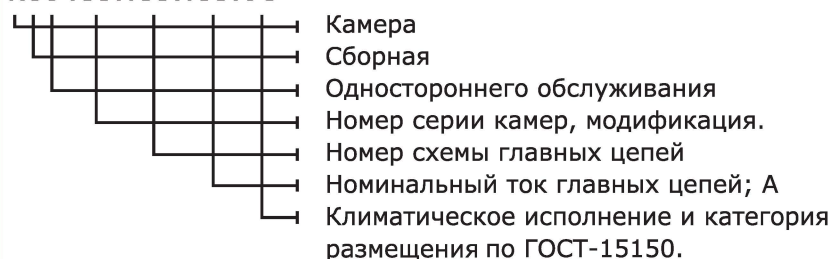 Камера
Сборная
Одностороннего обслуживания
Номер серии камер, модификация.
Номер схемы главных цепей
Номинальный ток главных цепей; А
Климатическое исполнение и категория
размещения по ГОСТ-15150.